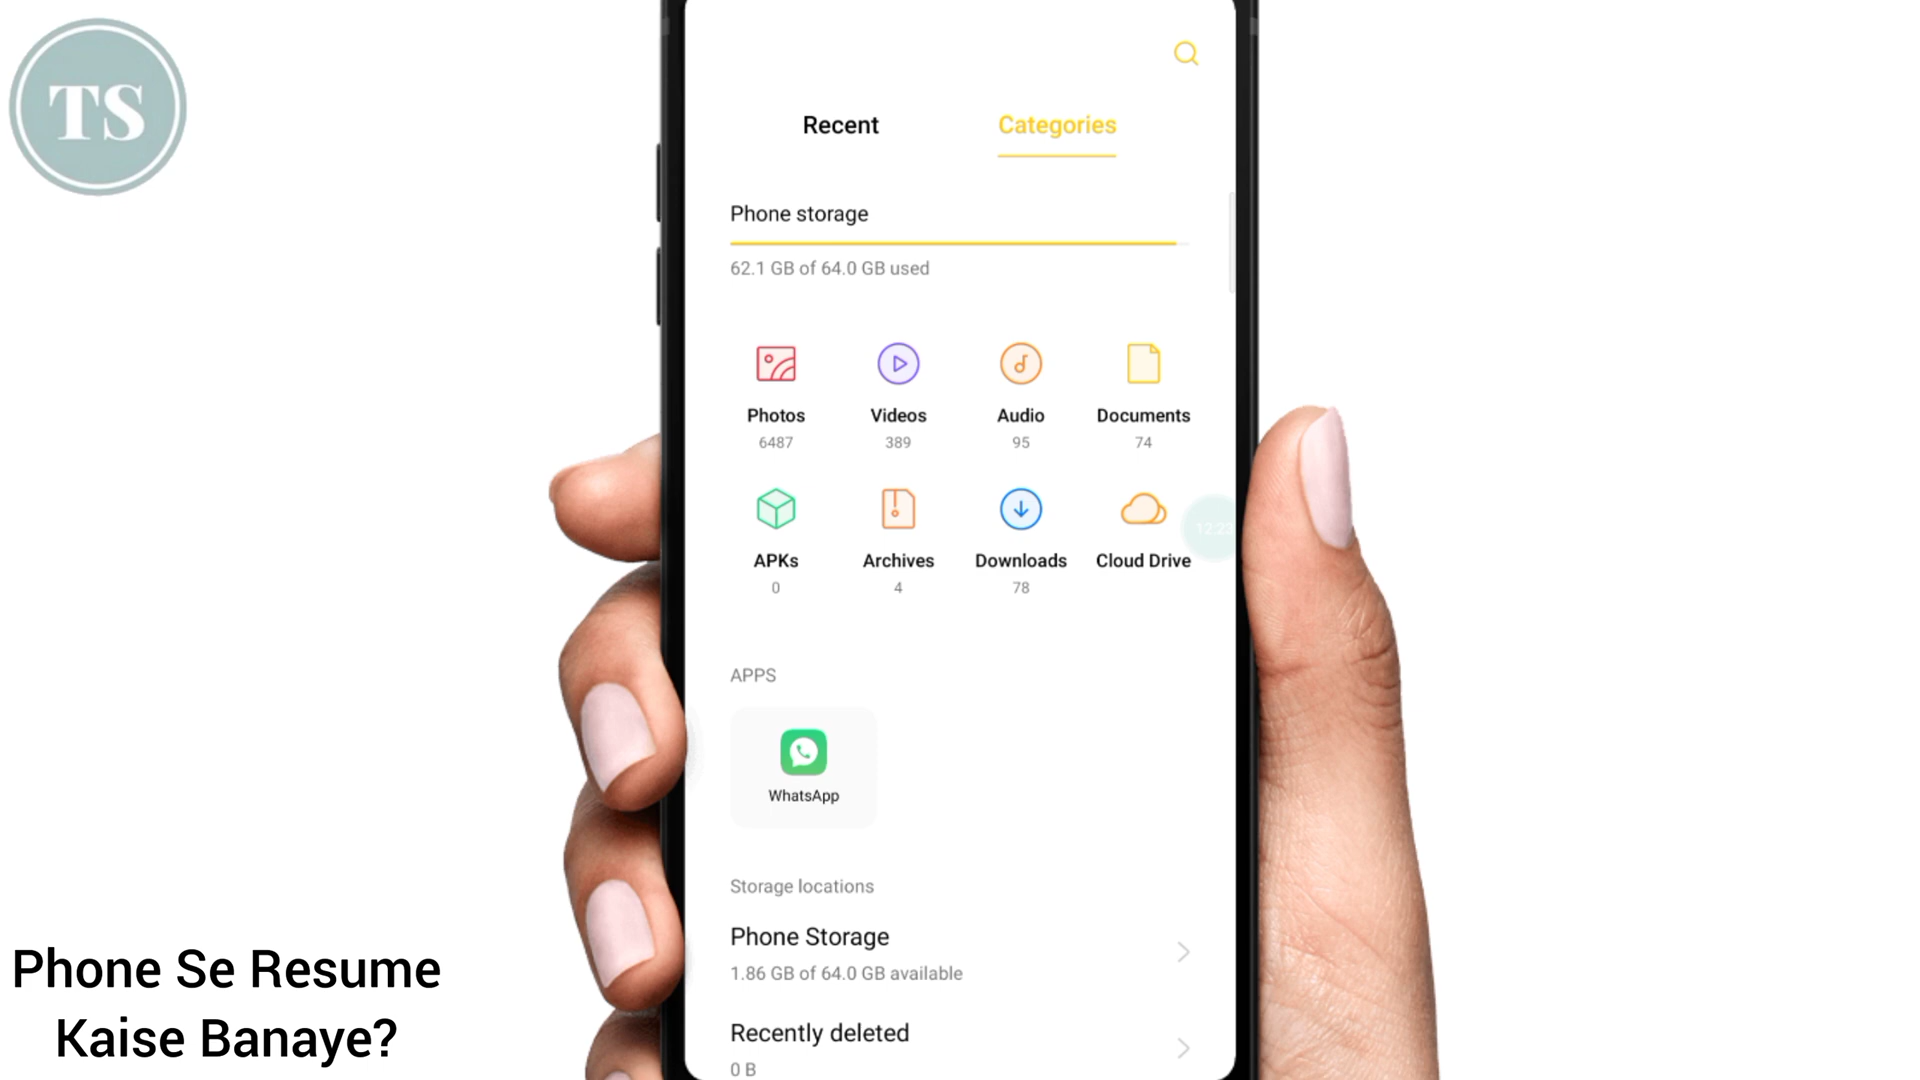 TS
Recent
Categories
Phone storage
62.1 GB of 64.0 GB used
Photos
Videos
Audio
Documents
6487
389
95
74
APKs
Archives
Downloads
Cloud Drive
0
4
78
12:23
APPS
WhatsApp
Storage locations
Phone Storage
1.86 GB of 64.0 GB available
Recently deleted
0 B
Phone Se Resume
Kaise Banaye?